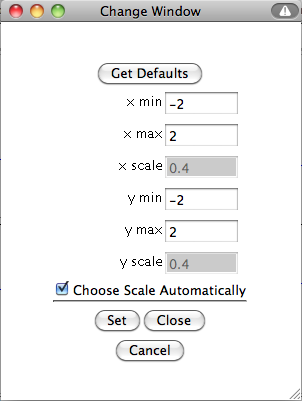 Change Window
Get Defaults
x min -2
x max 2
x scale 0.4
y min -2
y max 2
y scale 0.4
Choose Scale Automatically
Set Close
Cancel